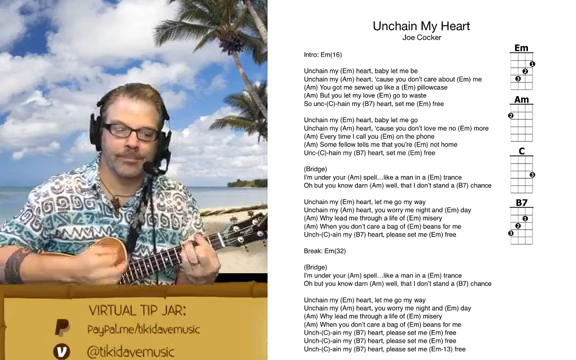 Unchain My Heart
Joe Cocker
Intro: Em(16)
Unchain my (Em) heart, baby let me be
Unchain my (Am) heart, 'cause you don't care about (Em) me
(Am) You got me sewed up like a (Em) pillowcase
(Am) But you let my love (Em) go to waste
So unc-(C)-hain my (B7) heart, set me (Em) free
Unchain my (Em) heart, baby let me go
Unchain my (Am) heart, 'cause you don't love me no (Em) more
(Am) Every time I call you (Em) on the phone
(Am) Some fellow tells me that you're (Em) not home
Unc-(C)-hain my (B7) heart, set me (Em) free
(Bridge)
I'm under your (Am) spell…like a man in a (Em) trance
Oh but you know darn (Am) well, that I don't stand a (B7) chance
Unchain my (Em) heart, let me go my way
Unchain my (Am) heart, you worry me night and (Em) day
(Am) Why lead me through a life of (Em) misery
(Am) When you don't care a bag of (Em) beans for me
Unch-(C)-ain my (B7) heart, please set me (Em) free
Break: Em(32)
(Bridge)
I'm under your (Am) spell…like a man in a (Em) trance
Oh but you know darn (Am) well, that I don't stand a (B7) chance
Unchain my (Em) heart, let me go my way
Unchain my (Am) heart, you worry me night and (Em) day
(Am) Why lead me through a life of (Em) misery
(Am) When you don't care a bag of (Em) beans for me
Unch-(C)-ain my (B7) heart, please set me (Em) free
Unch-(C)-ain my (B7) heart, please set me (Em) free
Unch-(C)-ain my (B7) heart, please set me (Em-13) free
Em
1
2
3
Am
2
C
3
B7
1
2
3
VIRTUAL TIP JAR:
PayPal.me/tikidavemusic
@tikidavemusic